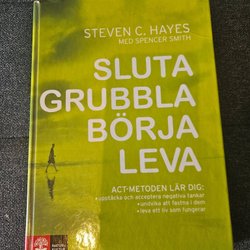 STEVEN C. HAYES
MED SPENCER SMITH
SLUTA
GRUBBLA
BÖRJA
LEVA
ACT-METODEN LÄR DIG:
•upptäcka och acceptera negativa tankar
•undvika att fastna i dem
•leva ett liv som fungerar